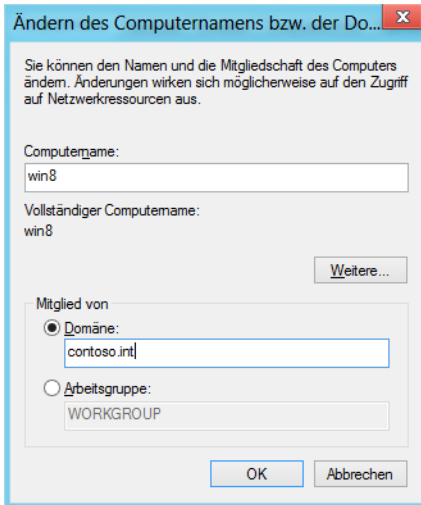 Ändern des Computernamens bzw. der Do...
Sie können den Namen und die Mitgliedschaft des Computers
ändern. Änderungen wirken sich möglicherweise auf den Zugriff
auf Netzwerkressourcen aus.
Computername:
win8
Vollständiger Computername:
win8
Weitere...
Mitglied von
Domäne:
contoso.int
Arbeitsgruppe:
WORKGROUP
OK Abbrechen